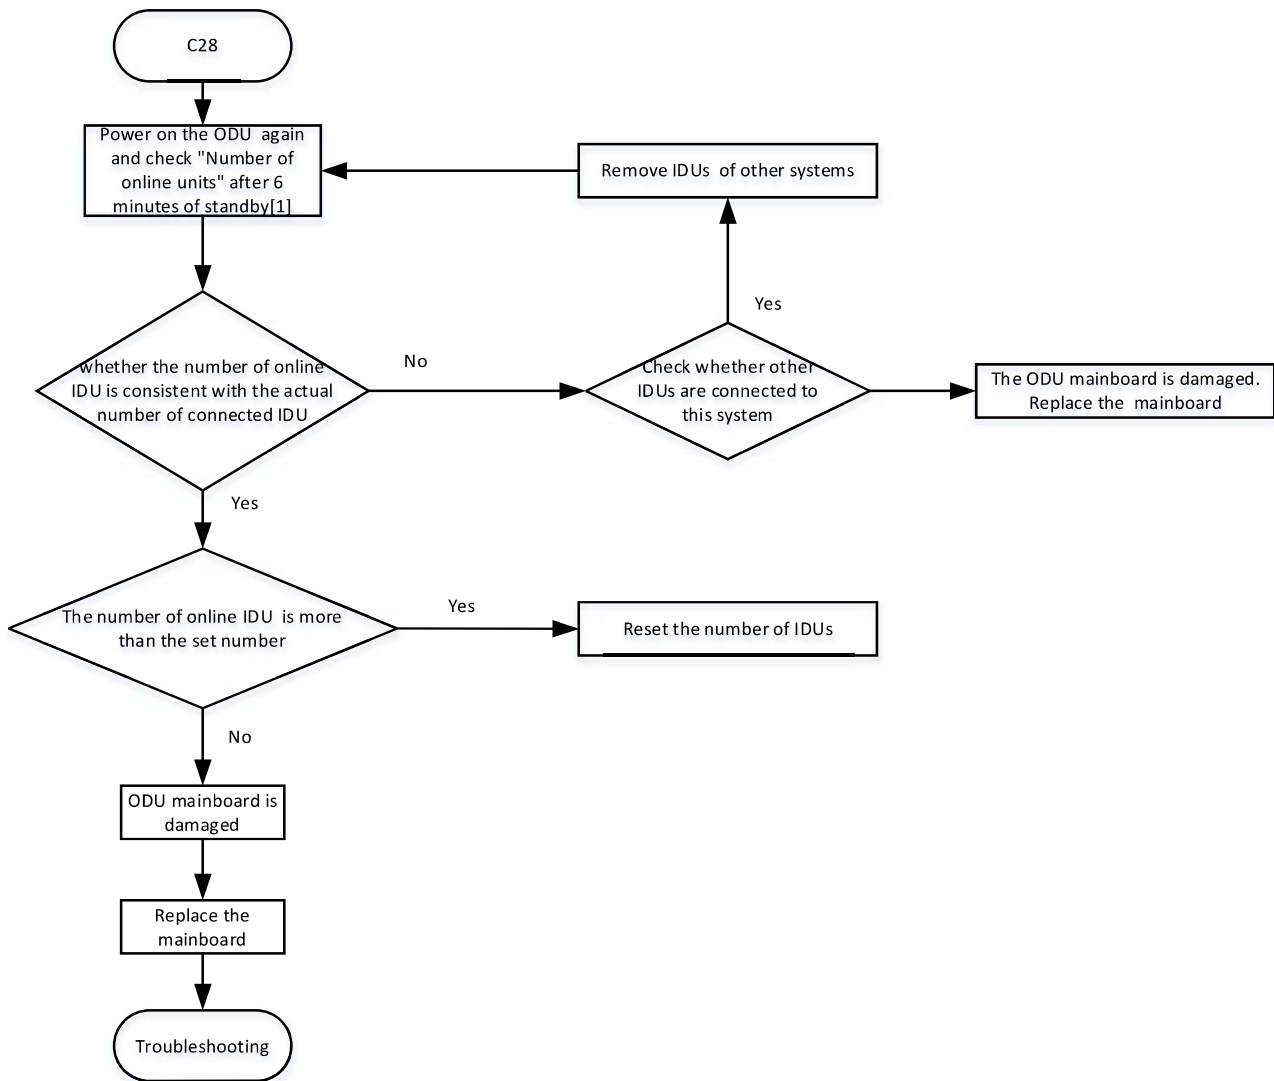 C28
Power on the ODU again
and check "Number of
online units" after 6
minutes of standby[1]
Remove IDUs of other systems
Yes
whether the number of online
IDU is consistent with the actual
number of connected IDU
No
Check whether other
IDUs are connected to
this system
The ODU mainboard is damaged.
Replace the mainboard
Yes
The number of online IDU is more
than the set number
Yes
Reset the number of IDUs
No
ODU mainboard is
damaged
Replace the
mainboard
Troubleshooting